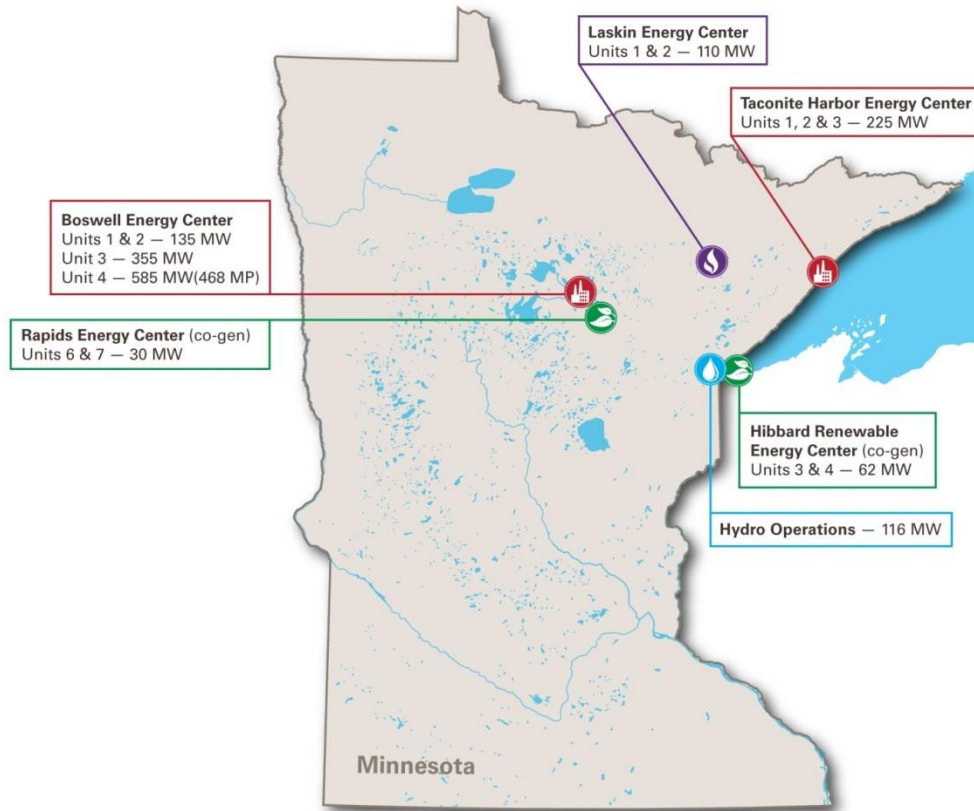 Laskin Energy Center
Units 1 & 2 — 110 MW
Taconite Harbor Energy Center
Units 1, 2 & 3 — 225 MW
Boswell Energy Center
Units 1 & 2 — 135 MW
Unit 3 — 355 MW
Unit 4 — 585 MW(468 MP)
Rapids Energy Center (co-gen)
Units 6 & 7 — 30 MW
Hibbard Renewable
Energy Center (co-gen)
Units 3 & 4 — 62 MW
Hydro Operations — 116 MW
Minnesota